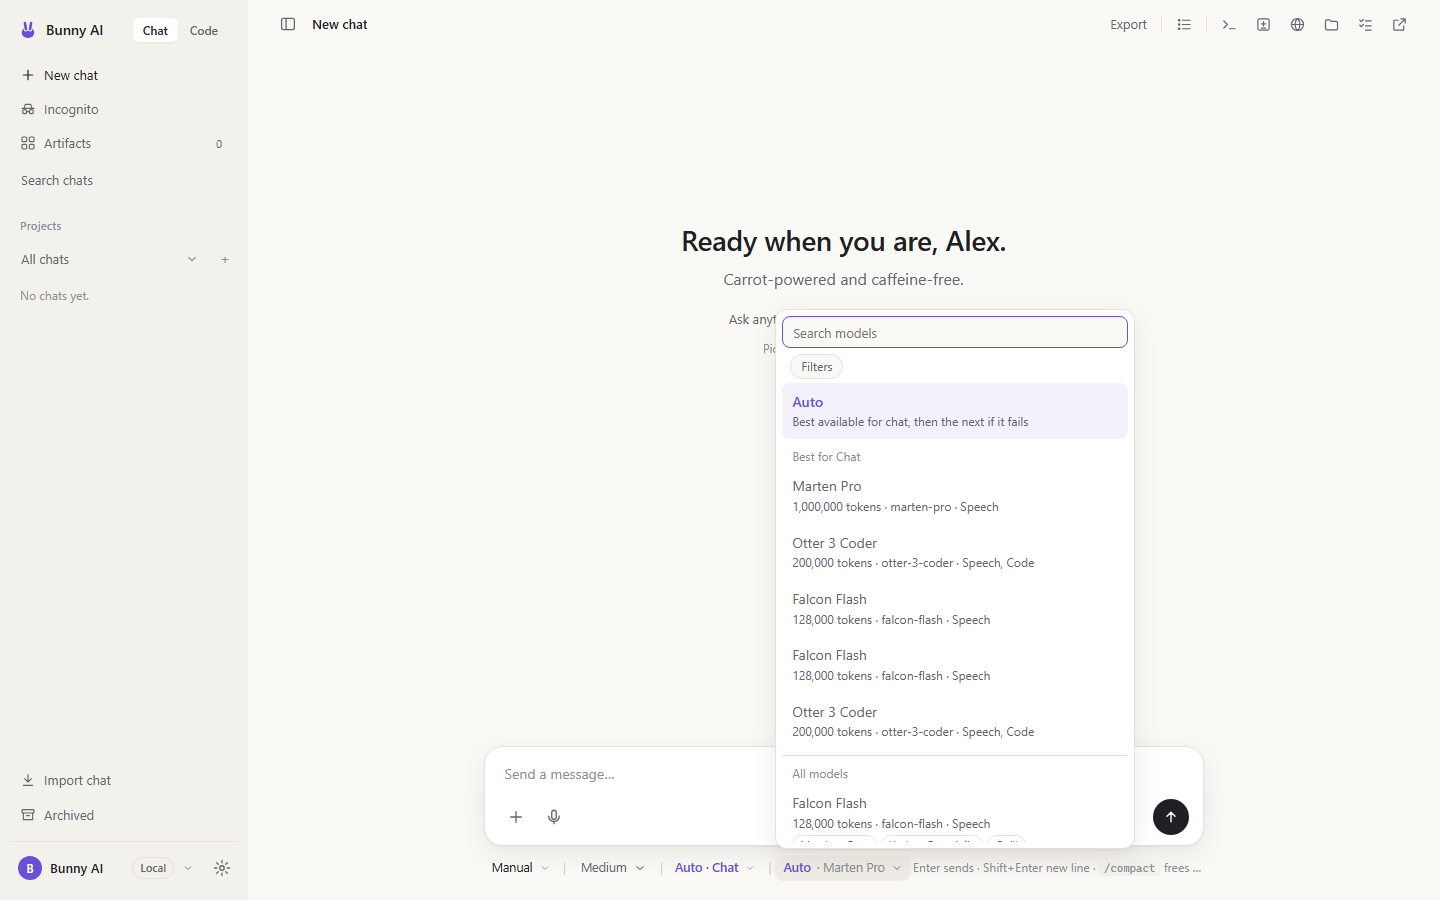 Bunny AI
Chat
Code
New chat
Incognito
Artifacts
0
Search chats
Projects
All chats
No chats yet.
Import chat
Archived
B
Bunny AI
Local
New chat
Export
Ready when you are, Alex.
Carrot-powered and caffeine-free.
Ask
Search models
Filters
Auto
Best available for chat, then the next if it fails
Best for Chat
Marten Pro
1,000,000 tokens · marten-pro · Speech
Otter 3 Coder
200,000 tokens · otter-3-coder · Speech, Code
Falcon Flash
128,000 tokens · falcon-flash · Speech
Falcon Flash
128,000 tokens · falcon-flash · Speech
Otter 3 Coder
200,000 tokens · otter-3-coder · Speech, Code
All models
Falcon Flash
128,000 tokens · falcon-flash · Speech
Send a message...
Manual
Medium
Auto · Chat
Auto · Marten Pro
Enter sends · Shift+Enter new line · /compact frees ...